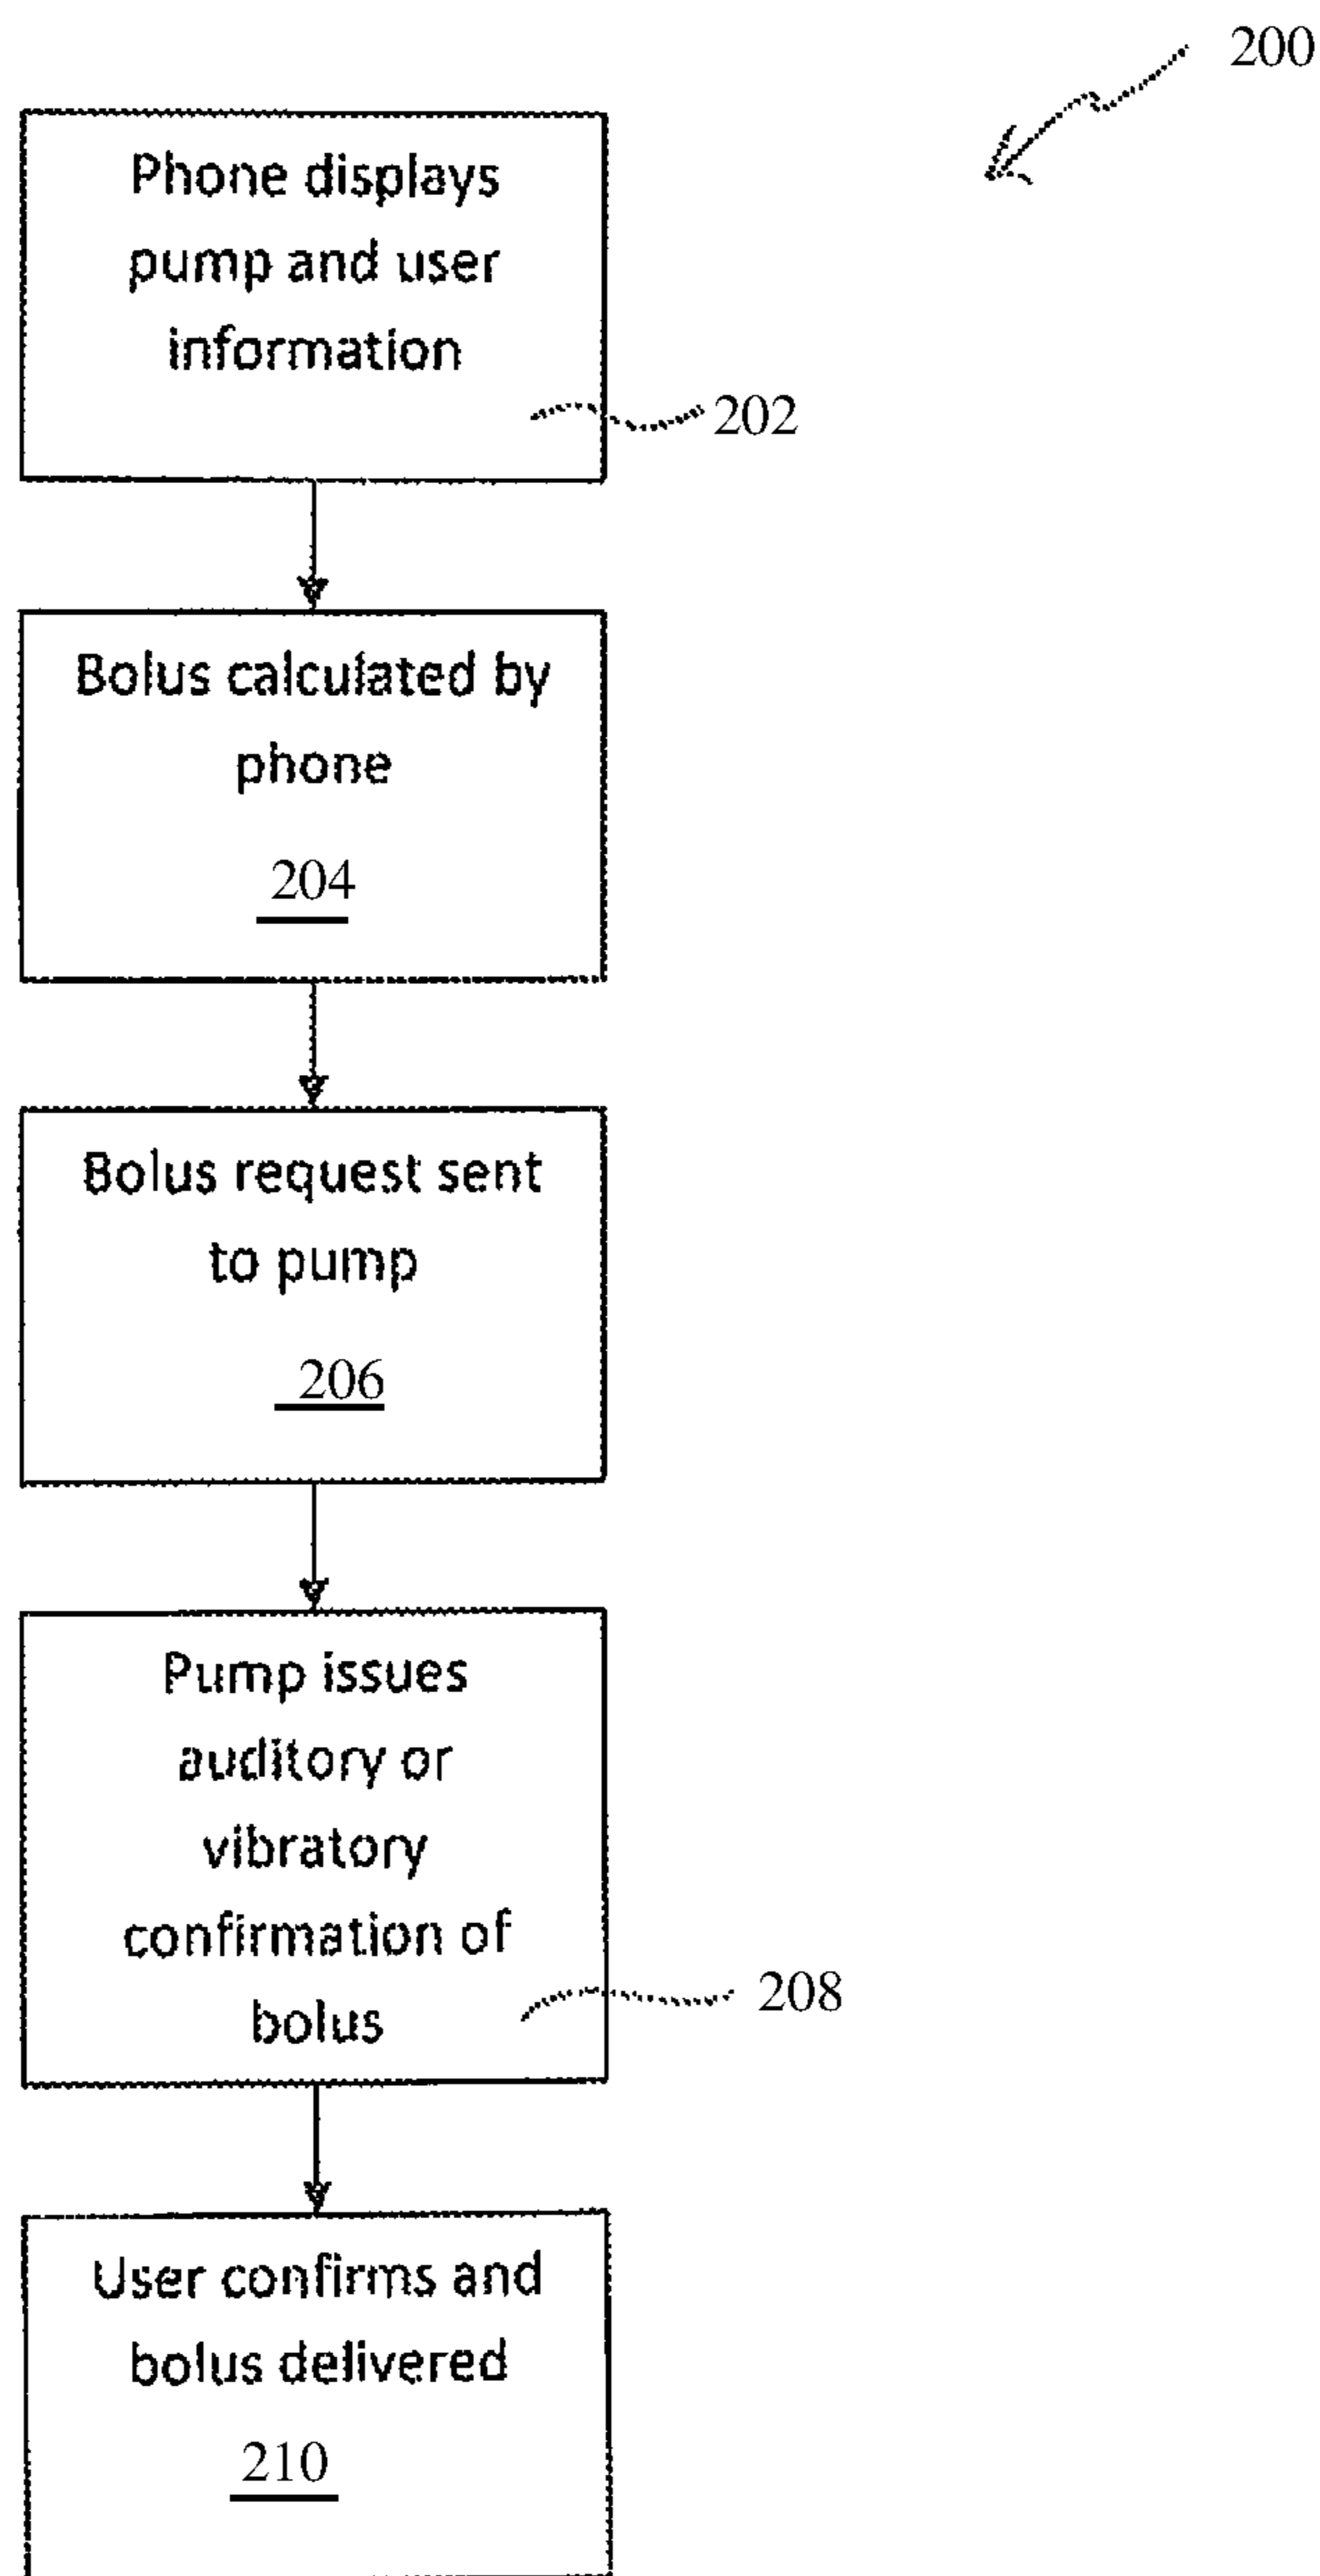 200
Phone displays
pump and user
information
202
Bolus calculated by
phone
204
Bolus request sent
to pump
206
Pump issues
auditory or
vibratory
confirmation of
bolus
208
User confirms and
bolus delivered
210